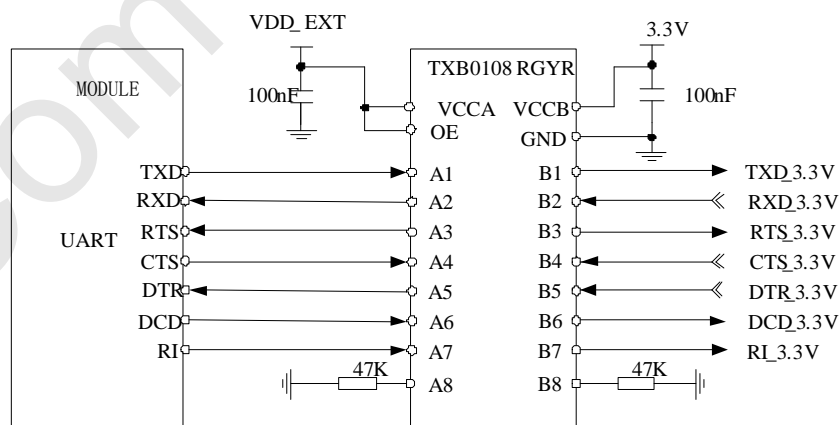 VDD_EXT
3.3V
MODULE
TXB0108 RGYR
100nF
100nF
VCCA VCCB
OE
GND
TXD A1 B1 TXD_3.3V
RXD A2 B2 RXD_3.3V
RTS A3 B3 RTS_3.3V
UART
CTS A4 B4 CTS_3.3V
DTR A5 B5 DTR_3.3V
DCD A6 B6 DCD_3.3V
RI A7 B7 RI_3.3V
47K A8 B8 47K
com